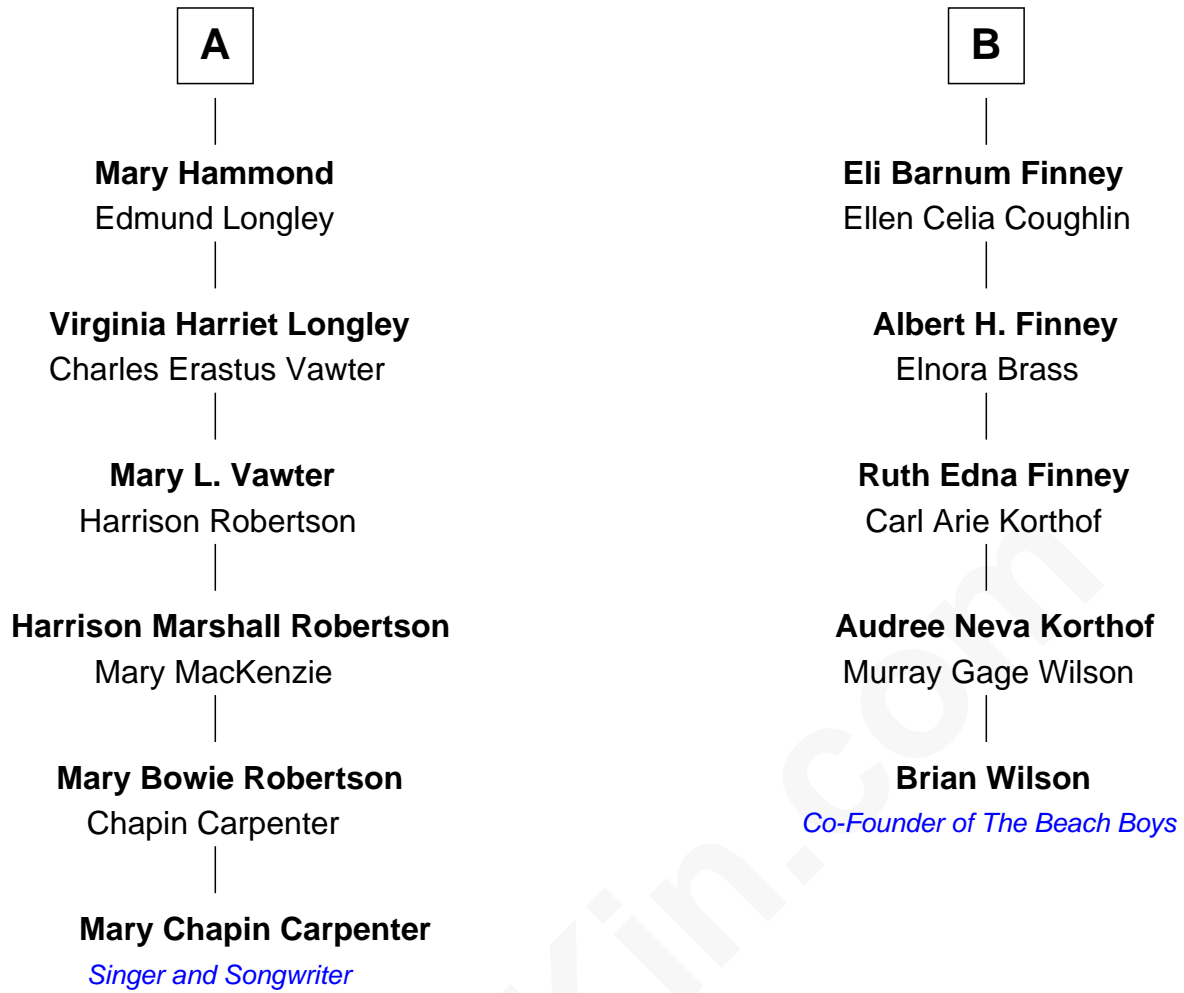 A
Mary Hammond
Edmund Longley
Virginia Harriet Longley
Charles Erastus Vawter
Mary L. Vawter
Harrison Robertson
Harrison Marshall Robertson
Mary MacKenzie
Mary Bowie Robertson
Chapin Carpenter
Mary Chapin Carpenter
Singer and Songwriter
B
Eli Barnum Finney
Ellen Celia Coughlin
Albert H. Finney
Elnora Brass
Ruth Edna Finney
Carl Arie Korthof
Audree Neva Korthof
Murray Gage Wilson
Brian Wilson
Co-Founder of The Beach Boys